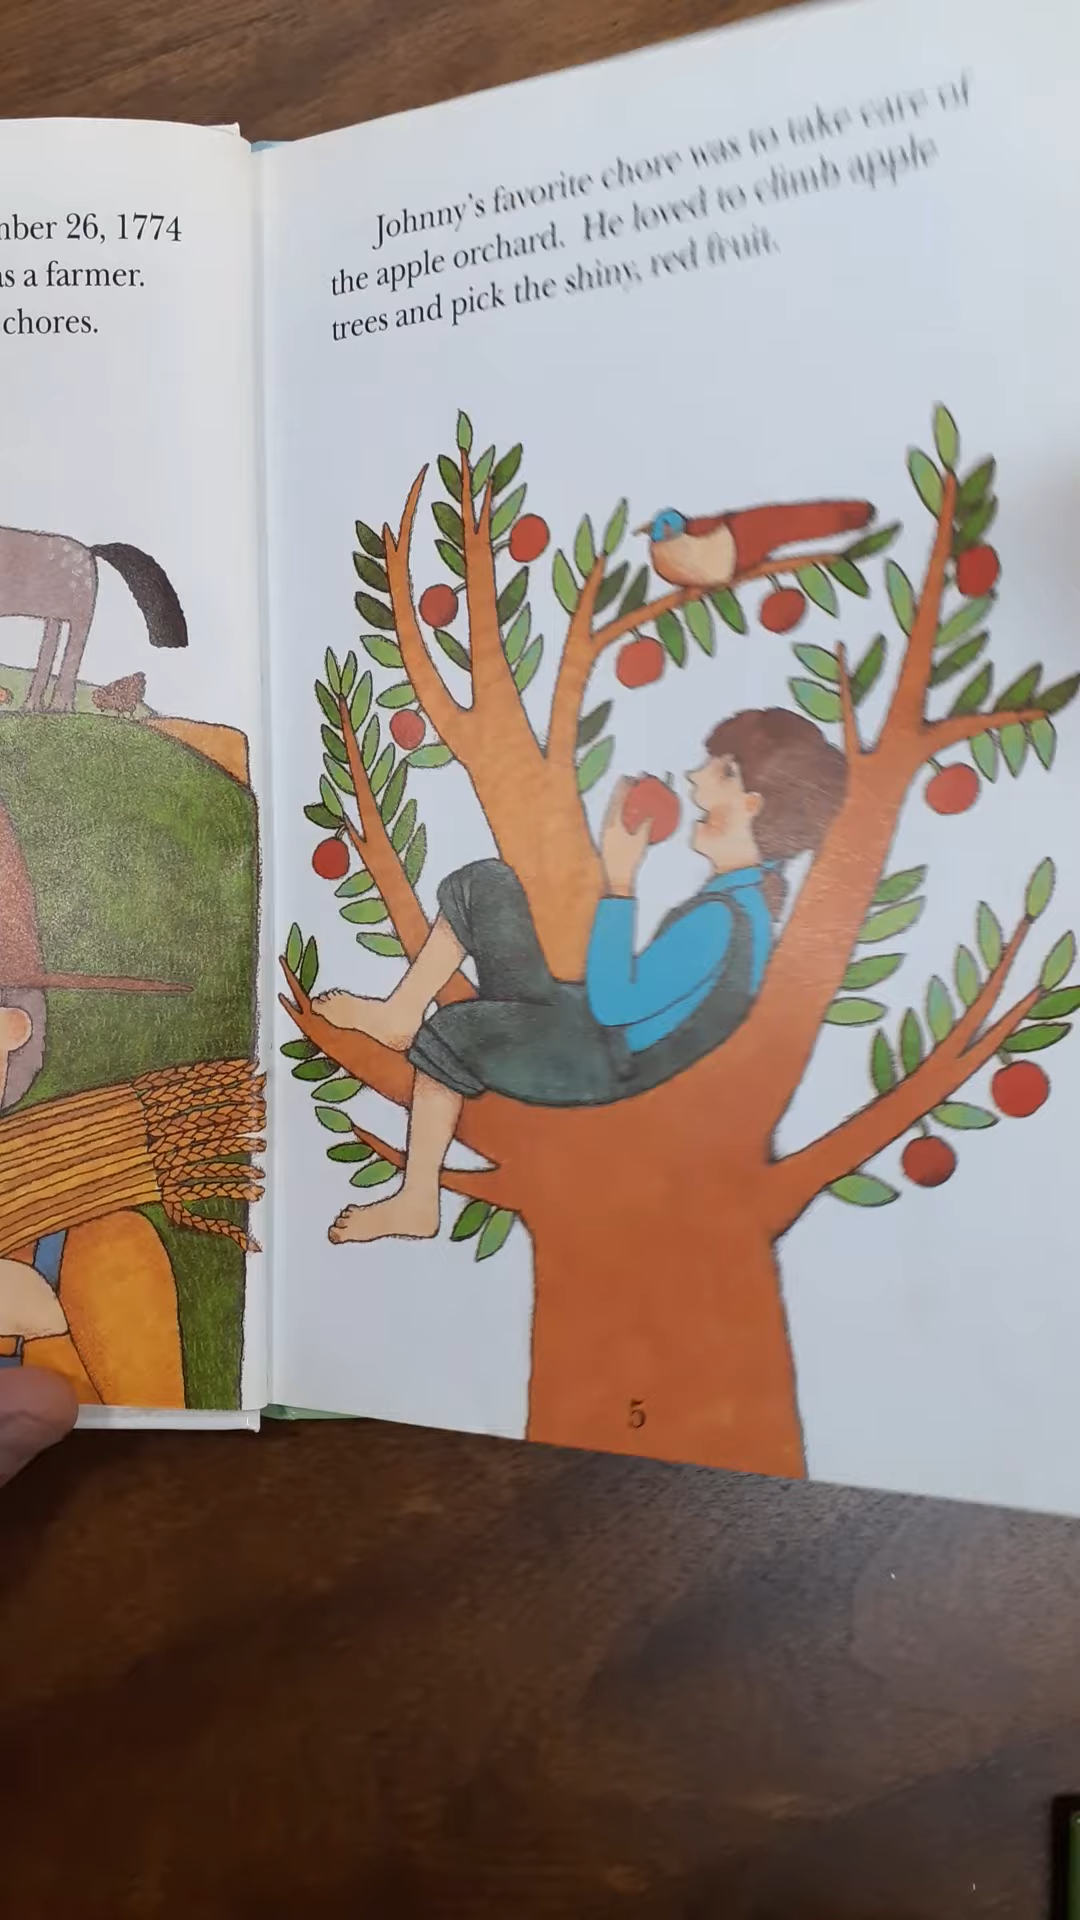 mber 26, 1774
as a farmer.
chores.
Johnny's favorite chore was to take care of
the apple orchard. He loved to climb apple
trees and pick the shiny, red fruit.
5